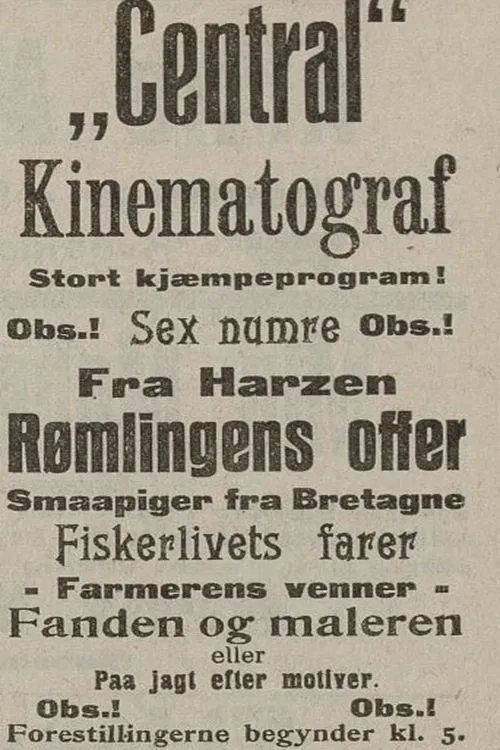 „Central“
Kinematograf
Stort kjæmpeprogram!
Obs.! Sex numre Obs.!
Fra Harzen
Rømlingens offer
Smaapiger fra Bretagne
Fiskerlivets farer
- Farmerens venner -
Fanden og maleren
eller
Paa jagt efter motiver.
Obs.! Obs.!
Forestillingerne begynder kl. 5.